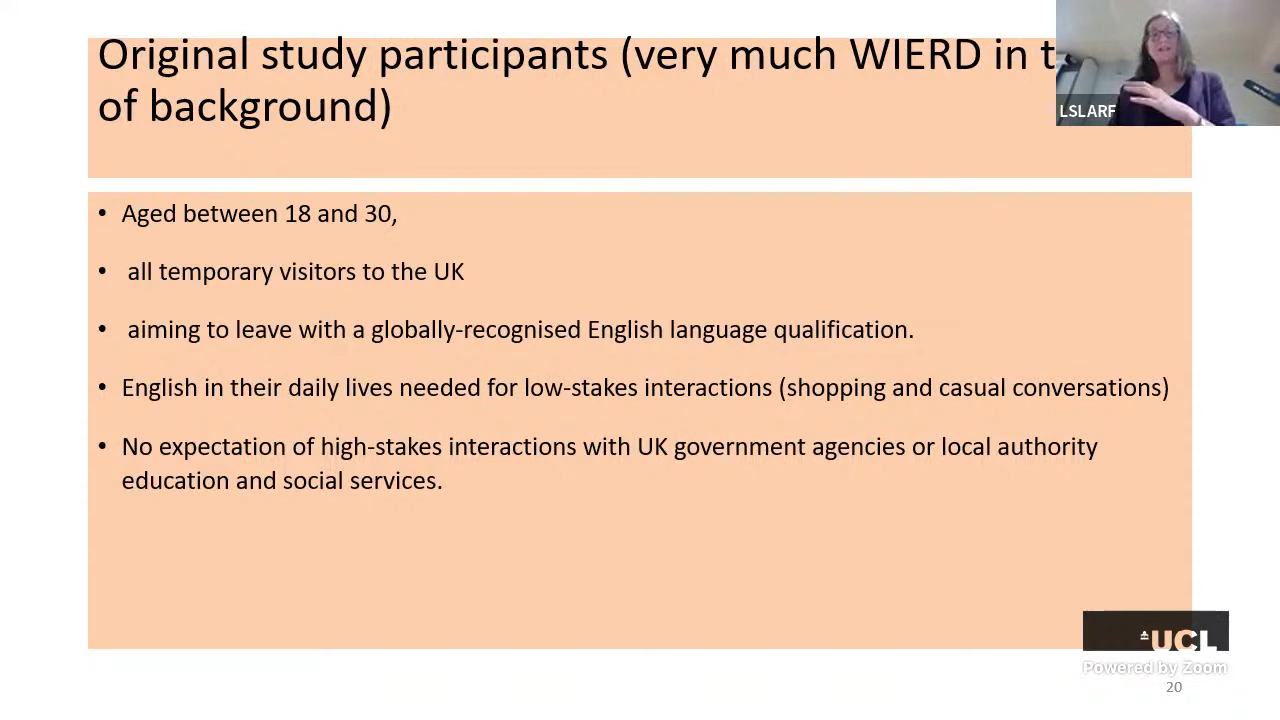 Original study participants (very much WIERD in t
of background)
LSLARF
• Aged between 18 and 30,
• all temporary visitors to the UK
• aiming to leave with a globally-recognised English language qualification.
• English in their daily lives needed for low-stakes interactions (shopping and casual conversations)
• No expectation of high-stakes interactions with UK government agencies or local authority
education and social services.
UCL
Powered by Zoom
20